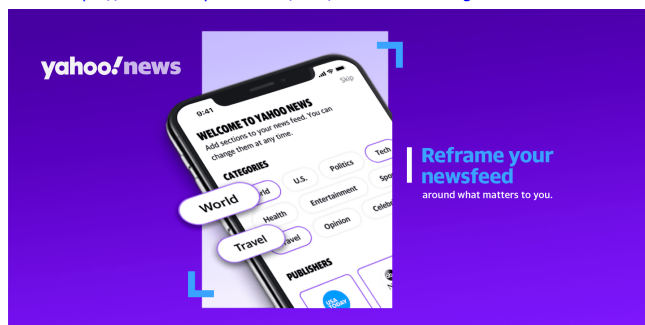 yahoo!news
9:41
Skip
WELCOME TO YAHOO NEWS
Add sections to your news feed. You can
change them at any time.
CATEGORIES
World
U.S.
Politics
Tech
Health
Entertainment
Travel
Opinion
PUBLISHERS
USA
TODAY
Reframe your
newsfeed
around what matters to you.